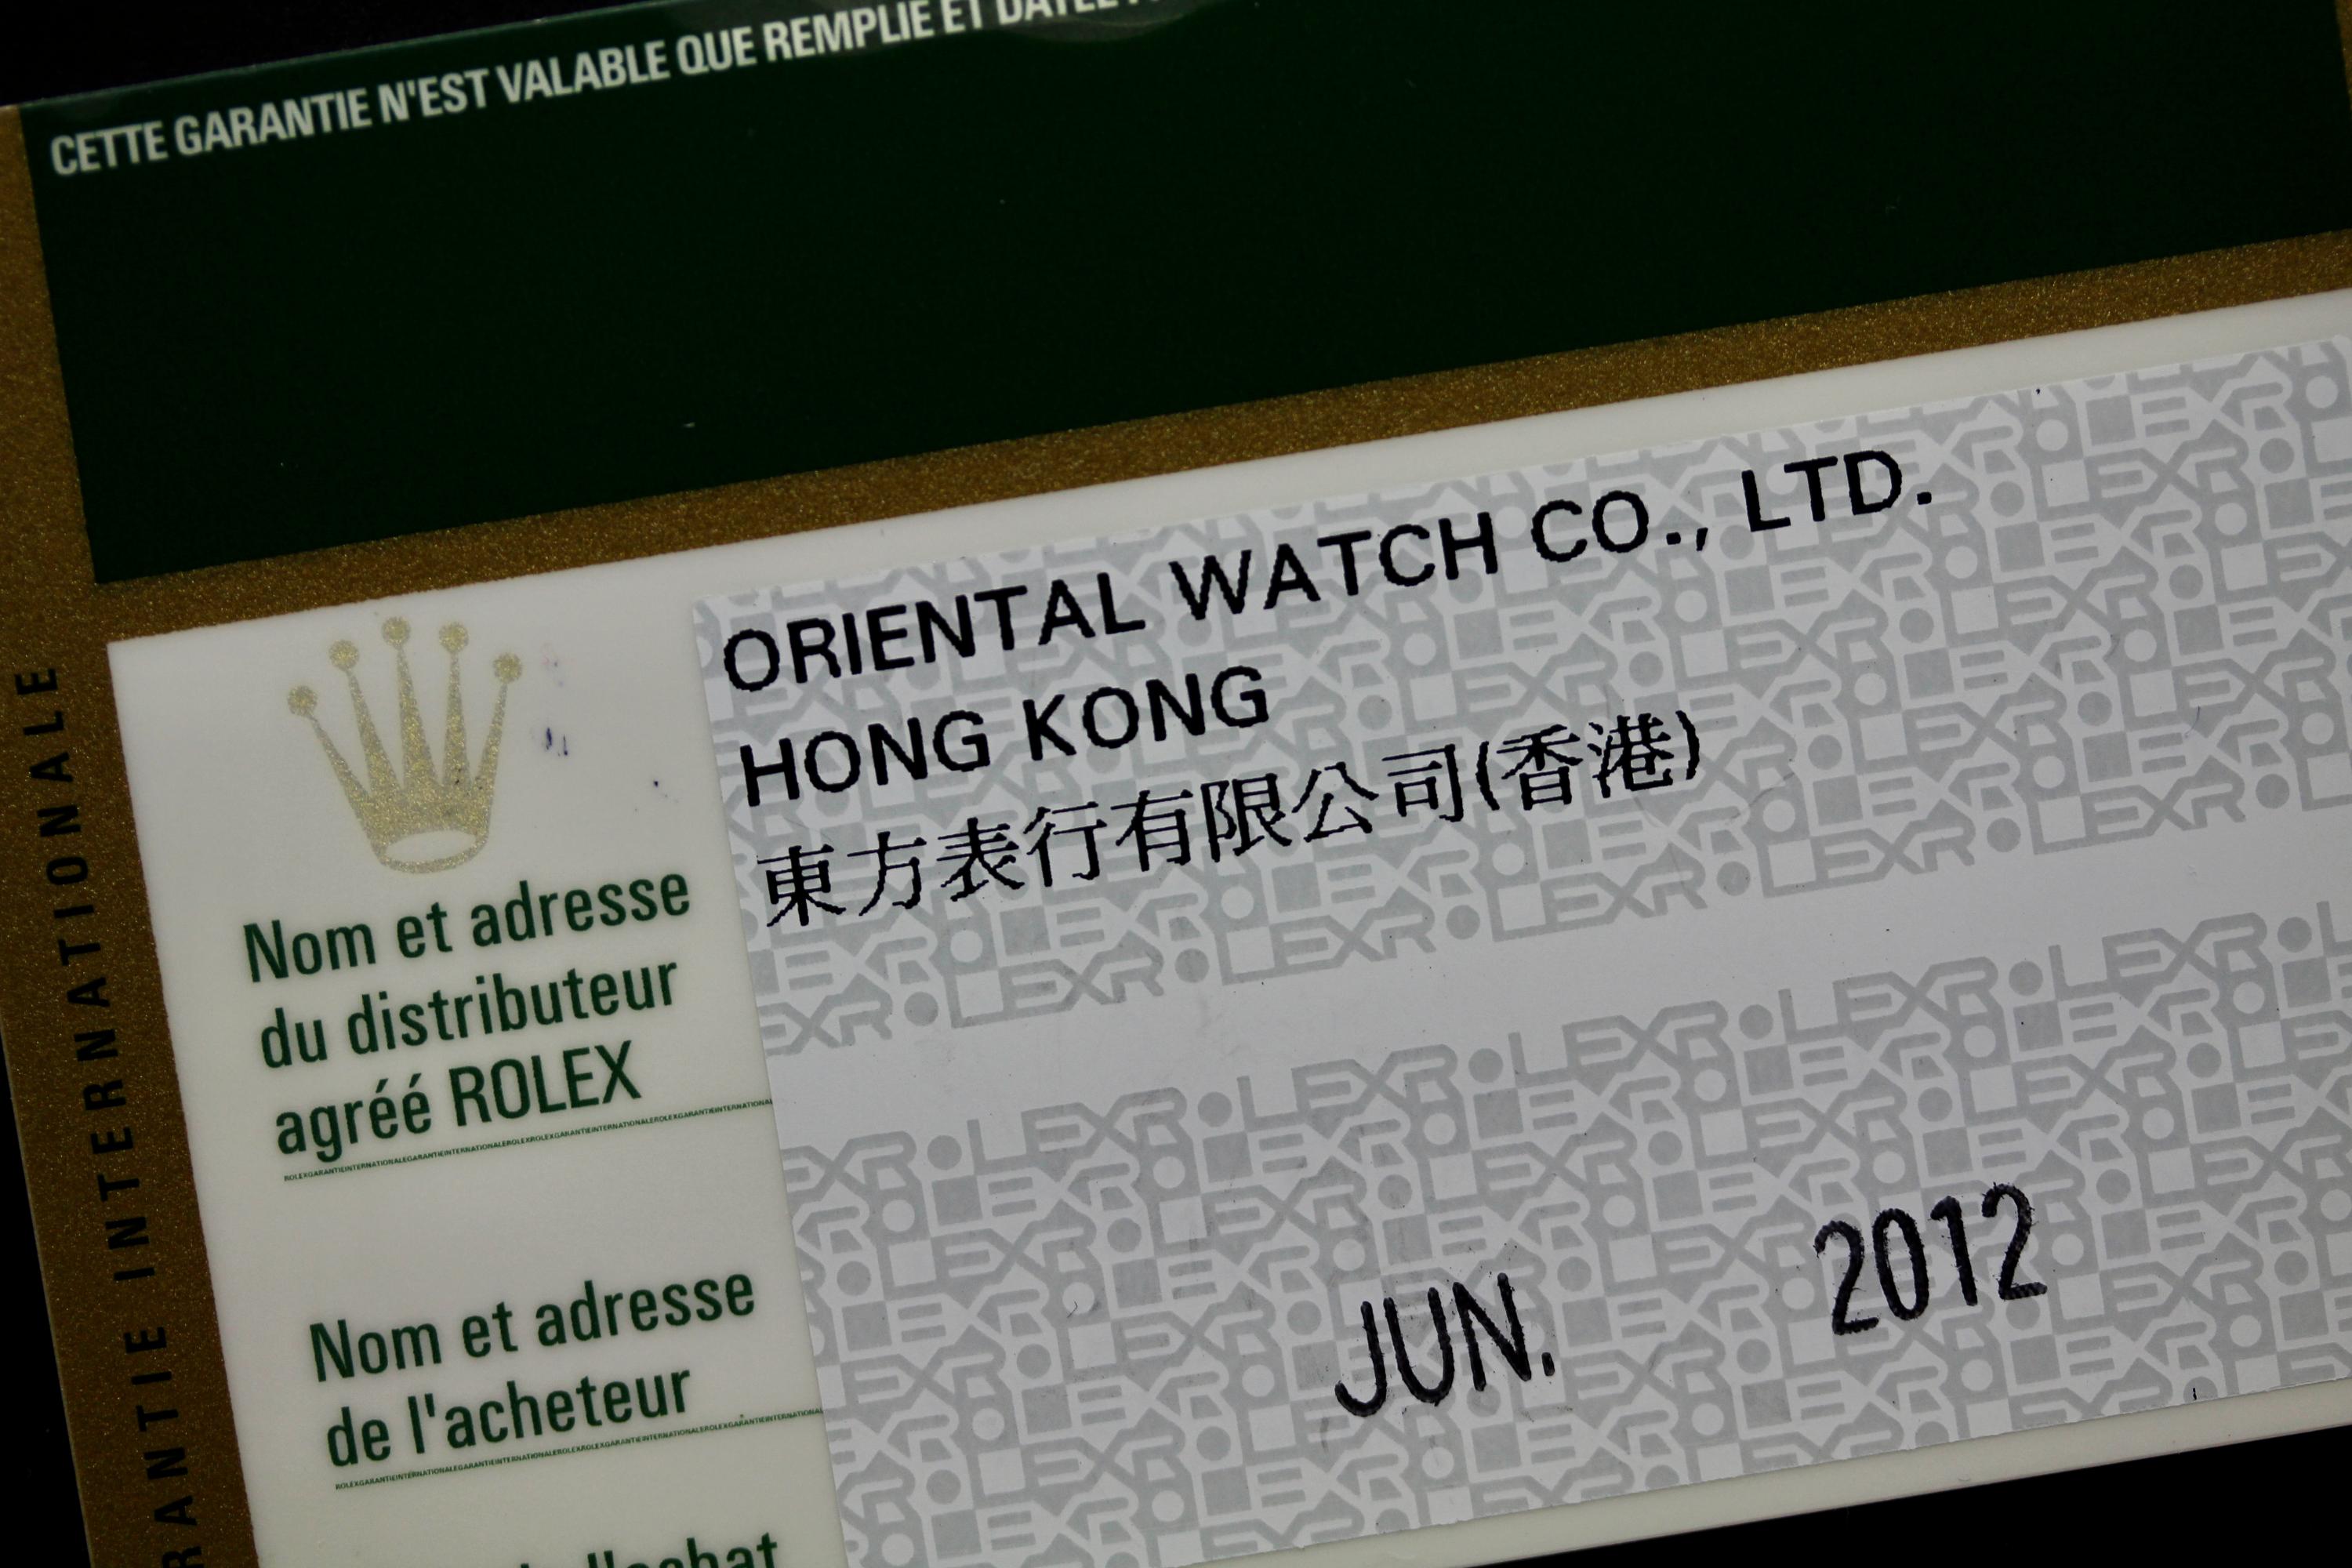 CETTE GARANTIE N'EST VALABLE QUE REMPLIE ET DATÉE
GARANTIE INTERNATIONALE
ORIENTAL WATCH CO., LTD.
HONG KONG
東方表行有限公司(香港)
Nom et adresse
du distributeur
agréé ROLEX
JUN. 2012
Nom et adresse
de l'acheteur
l'achat